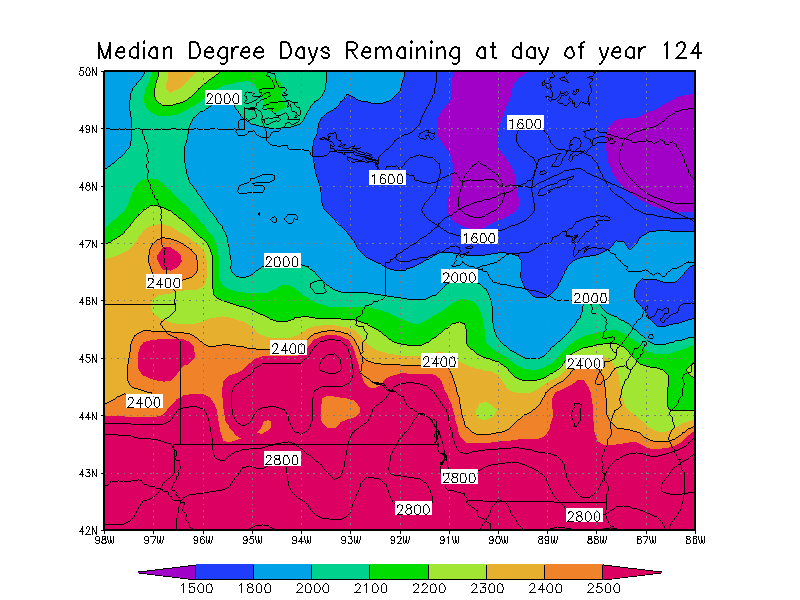 Median Degree Days Remaining at day of year 124
50N
2000
49N
1600
1600
48N
1600
47N
2000
2000
2400
2000
46N
2400
45N
2400
2400
2400
44N
2800
43N
2800
2800
2800
42N
98W 97W 96W 95W 94W 93W 92W 91W 90W 89W 88W 87W 86W
1500 1800 2000 2100 2200 2300 2400 2500